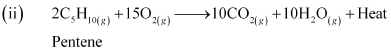 (ii) 2C₅H₁₀(g) + 15O₂(g) ⟶ 10CO₂(g) + 10H₂O(g) + Heat
Pentene